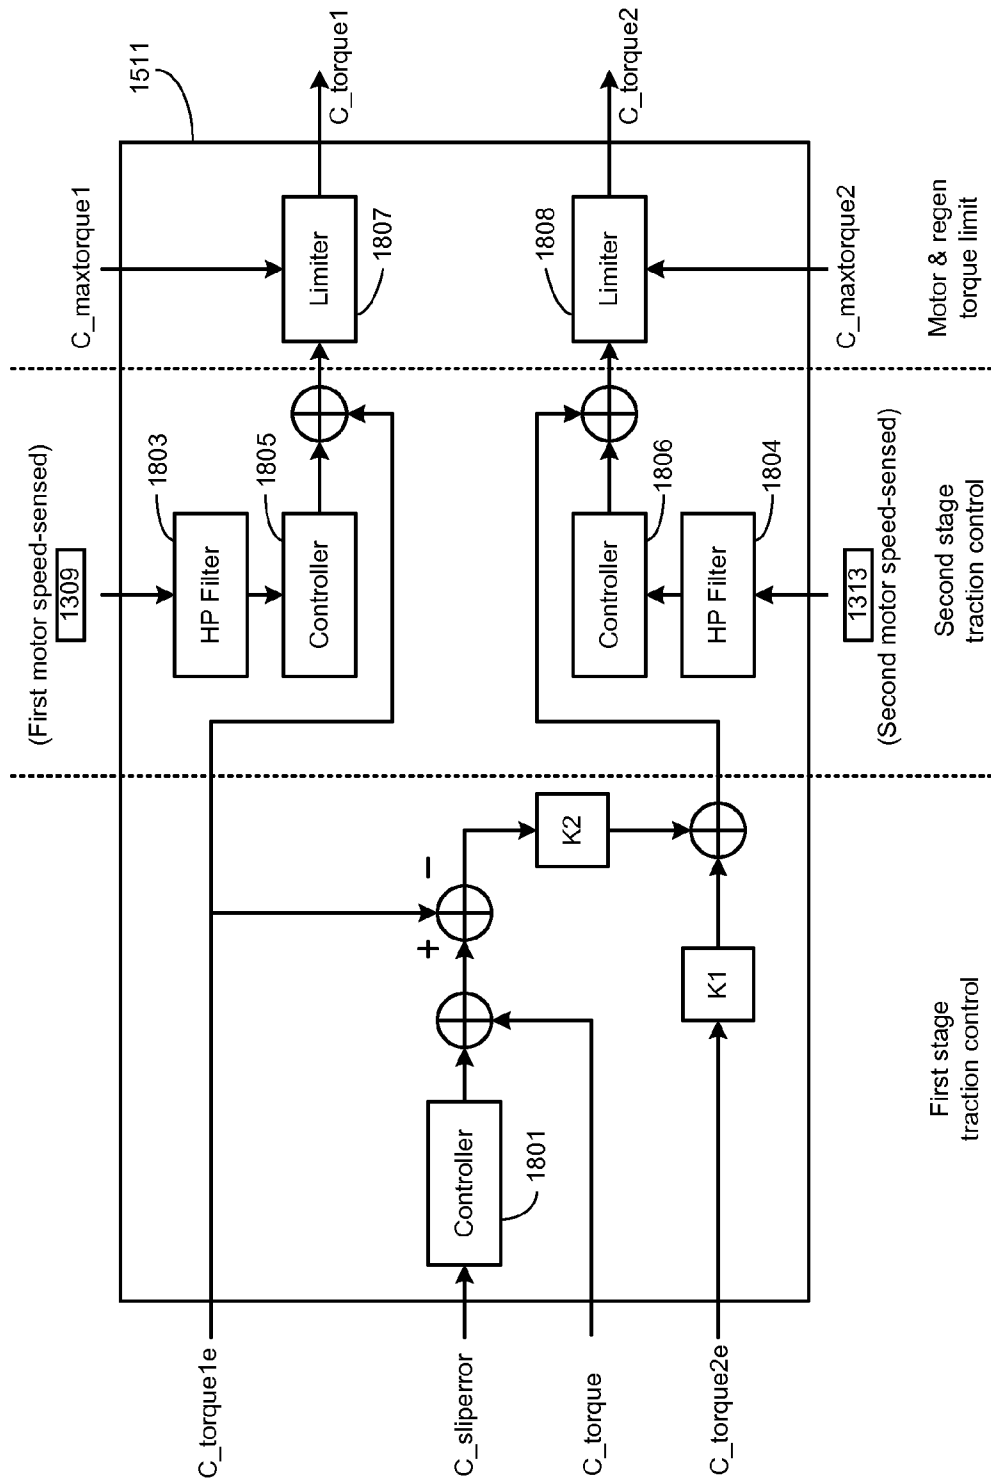 1511
C_maxtorque1
C_torque1
Limiter
1807
C_torque2
Limiter
1808
C_maxtorque2
Motor & regen
torque limit
(First motor speed-sensed)
1309
1803
HP Filter
1805
Controller
Controller
1806
HP Filter
1804
1313
(Second motor speed-sensed)
Second stage
traction control
C_torque1e
C_sliperror
Controller
1801
+
−
K2
C_torque
C_torque2e
K1
First stage
traction control